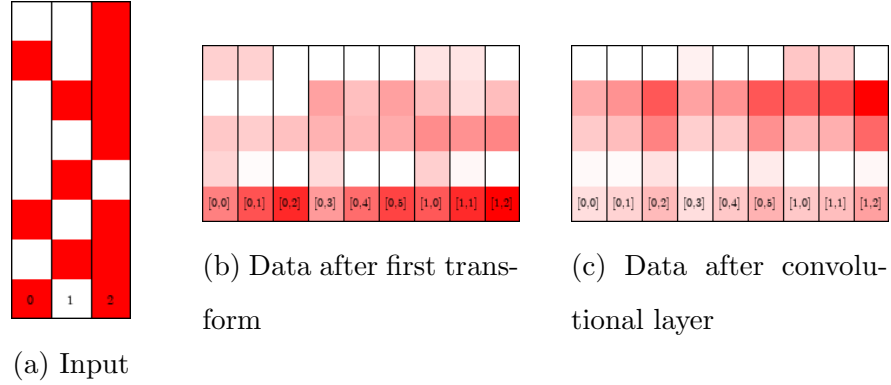 0 1 2
(a) Input
[0,0] [0,1] [0,2] [0,3] [0,4] [0,5] [1,0] [1,1] [1,2]
(b) Data after first trans-
form
[0,0] [0,1] [0,2] [0,3] [0,4] [0,5] [1,0] [1,1] [1,2]
(c) Data after convolu-
tional layer